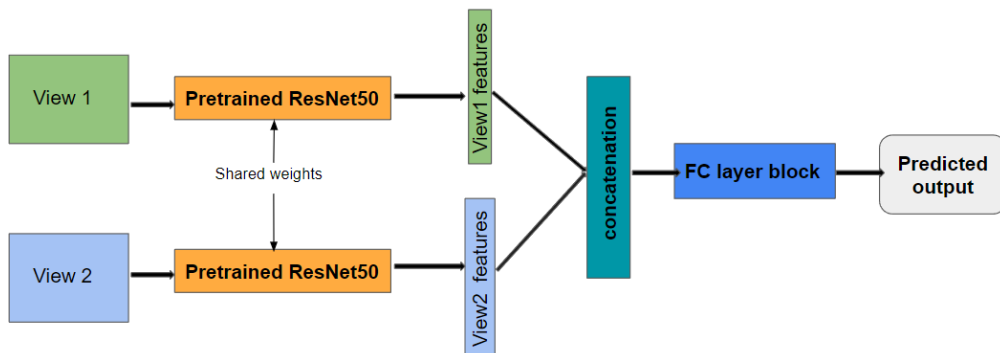 View 1
Pretrained ResNet50
View1 features
Shared weights
View 2
Pretrained ResNet50
View2 features
concatenation
FC layer block
Predicted
output